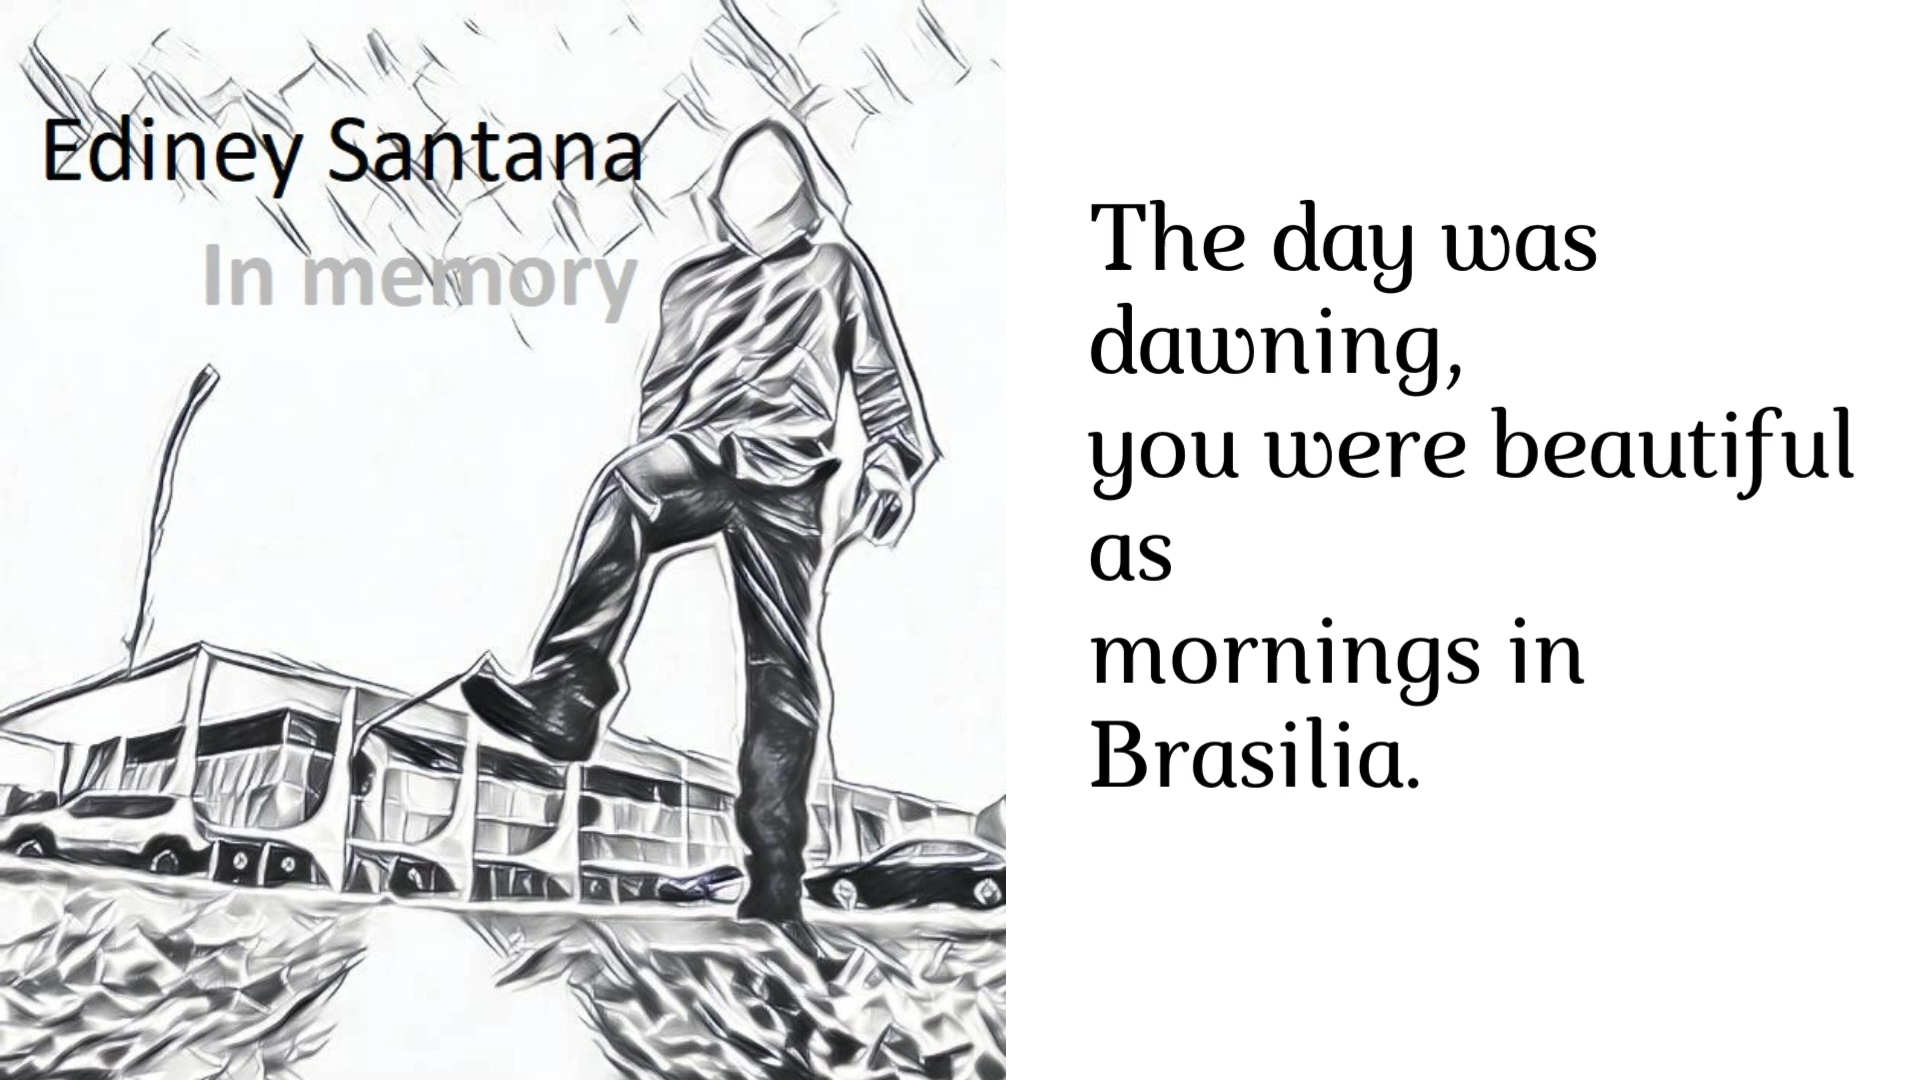 Ediney Santana
In memory
The day was
dawning,
you were beautiful
as
mornings in
Brasilia.